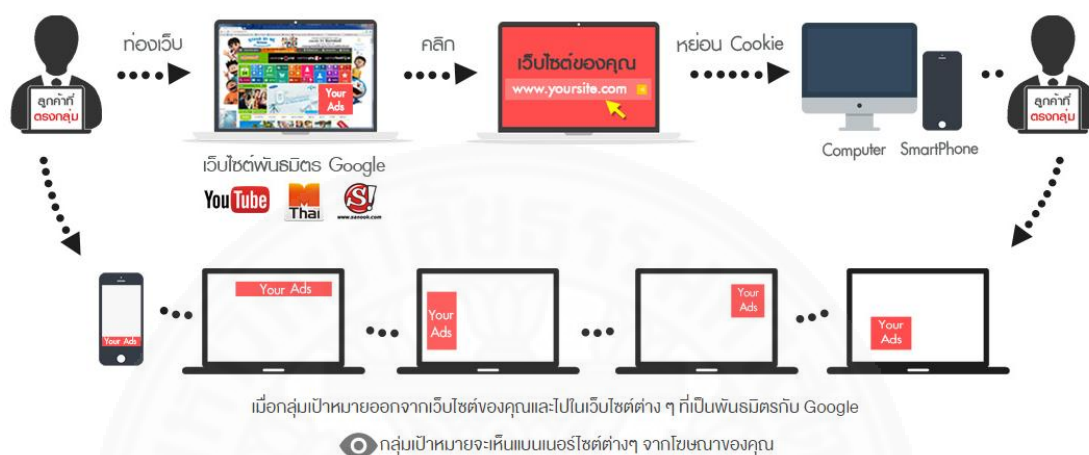 ท่องเว็บ
คลิก
หย่อน Cookie
ลูกค้าที่
ตรงกลุ่ม
Your
Ads
เว็บไซต์ของคุณ
www.yoursite.com
ลูกค้าที่
ตรงกลุ่ม
Computer SmartPhone
เว็บไซต์พันธมิตร Google
YouTube
M
Thai
S!
www.sanook.com
Your Ads
Your Ads
Your
Ads
Your
Ads
Your
Ads
เมื่อกลุ่มเป้าหมายออกจากเว็บไซต์ของคุณและไปในเว็บไซต์ต่าง ๆ ที่เป็นพันธมิตรกับ Google
กลุ่มเป้าหมายจะเห็นแบนเนอร์ไซต์ต่างๆ จากโฆษณาของคุณ